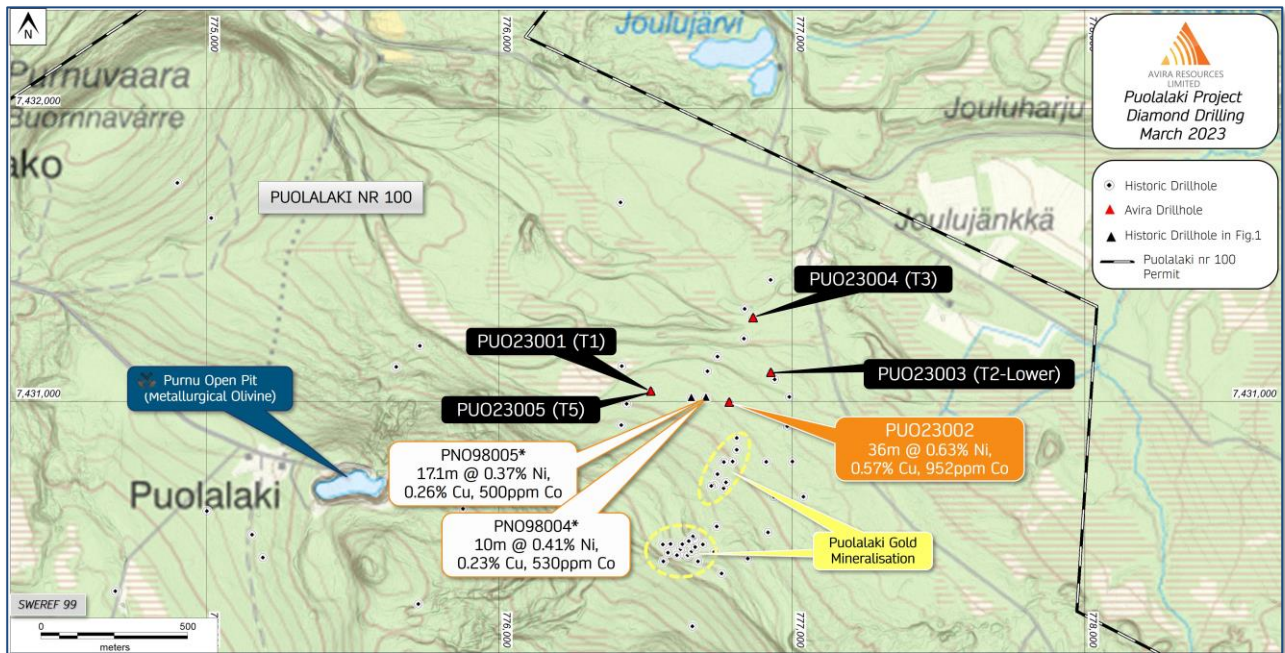 N
775,000
776,000
Joulujärvi
777,000
Purnuvaara
Buornnavárre
7,432,000
ako
PUOLALAKI NR 100
Jouluharju
Joulujänkkä
AVIRA RESOURCES
LIMITED
Puolalaki Project
Diamond Drilling
March 2023
Historic Drillhole
Avira Drillhole
Historic Drillhole in Fig.1
Puolalaki nr 100
Permit
PUO23004 (T3)
PUO23001 (T1)
PUO23003 (T2-Lower)
PUO23005 (T5)
7,431,000
7,431,000
Purnu Open Pit
(Metallurgical Olivine)
PUO23002
36m @ 0.63% Ni,
0.57% Cu, 952ppm Co
PNO98005*
17.1m @ 0.37% Ni,
0.26% Cu, 500ppm Co
Puolalaki
PNO98004*
10m @ 0.41% Ni,
0.23% Cu, 530ppm Co
Puolalaki Gold
Mineralisation
SWEREF 99
0
500
meters
776,000
777,000
778,000